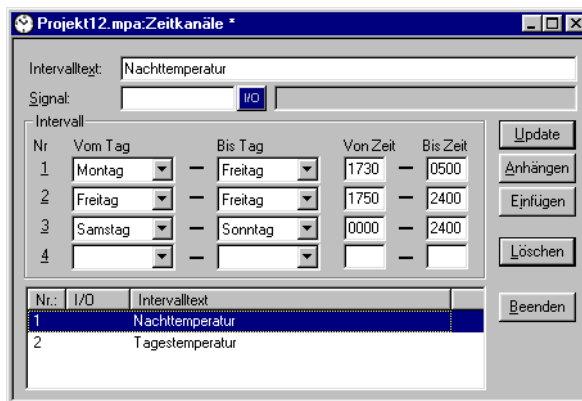 Projekt12.mpa:Zeitkanäle *
Intervalltext: Nachttemperatur
Signal: I/O
Intervall
Nr Vom Tag Bis Tag Von Zeit Bis Zeit
1 Montag — Freitag 1730 — 0500
2 Freitag — Freitag 1750 — 2400
3 Samstag — Sonntag 0000 — 2400
4 — —
Update
Anhängen
Einfügen
Löschen
Beenden
Nr.: I/O Intervalltext
1 Nachttemperatur
2 Tagestemperatur